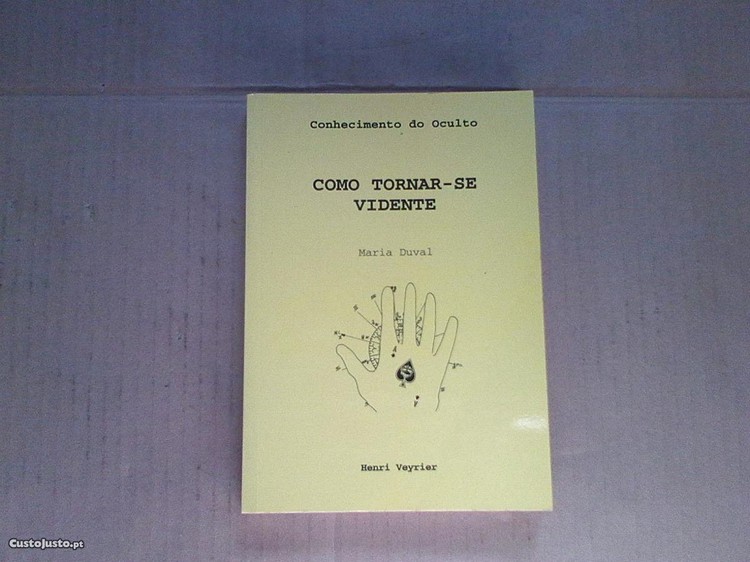 Conhecimento do Oculto
COMO TORNAR-SE
VIDENTE
Maria Duval
Henri Veyrier
CustoJusto.pt